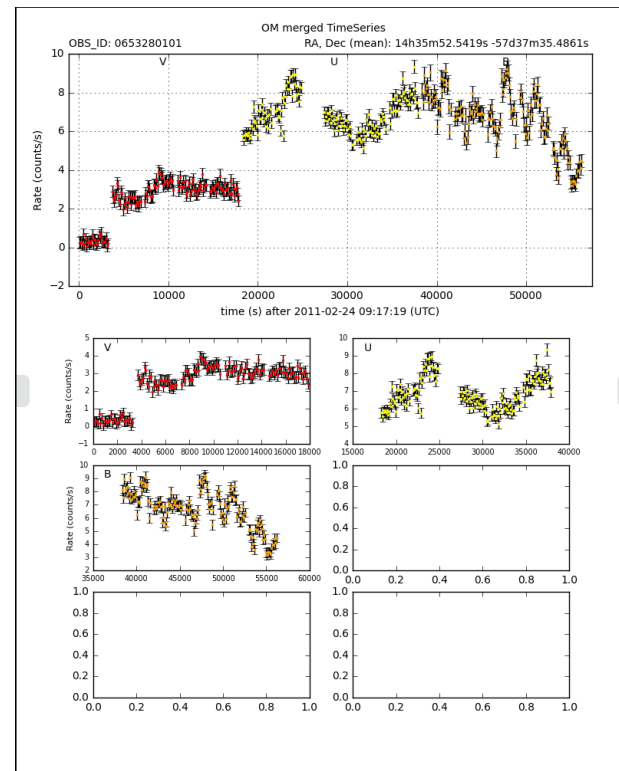 OM merged TimeSeries
OBS_ID: 0653280101 RA, Dec (mean): 14h35m52.5419s -57d37m35.4861s
V U B
10
8
6
4
2
0
−2
Rate (counts/s)
0 10000 20000 30000 40000 50000
time (s) after 2011-02-24 09:17:19 (UTC)
V
5
4
3
2
1
0
−1
Rate (counts/s)
0 2000 4000 6000 8000 10000 12000 14000 16000 18000
U
10
9
8
7
6
5
4
15000 20000 25000 30000 35000 40000
B
10
9
8
7
6
5
4
3
2
Rate (counts/s)
35000 40000 45000 50000 55000 60000
1.0
0.8
0.6
0.4
0.2
0.0
0.0 0.2 0.4 0.6 0.8 1.0
1.0
0.8
0.6
0.4
0.2
0.0
0.0 0.2 0.4 0.6 0.8 1.0
1.0
0.8
0.6
0.4
0.2
0.0
0.0 0.2 0.4 0.6 0.8 1.0